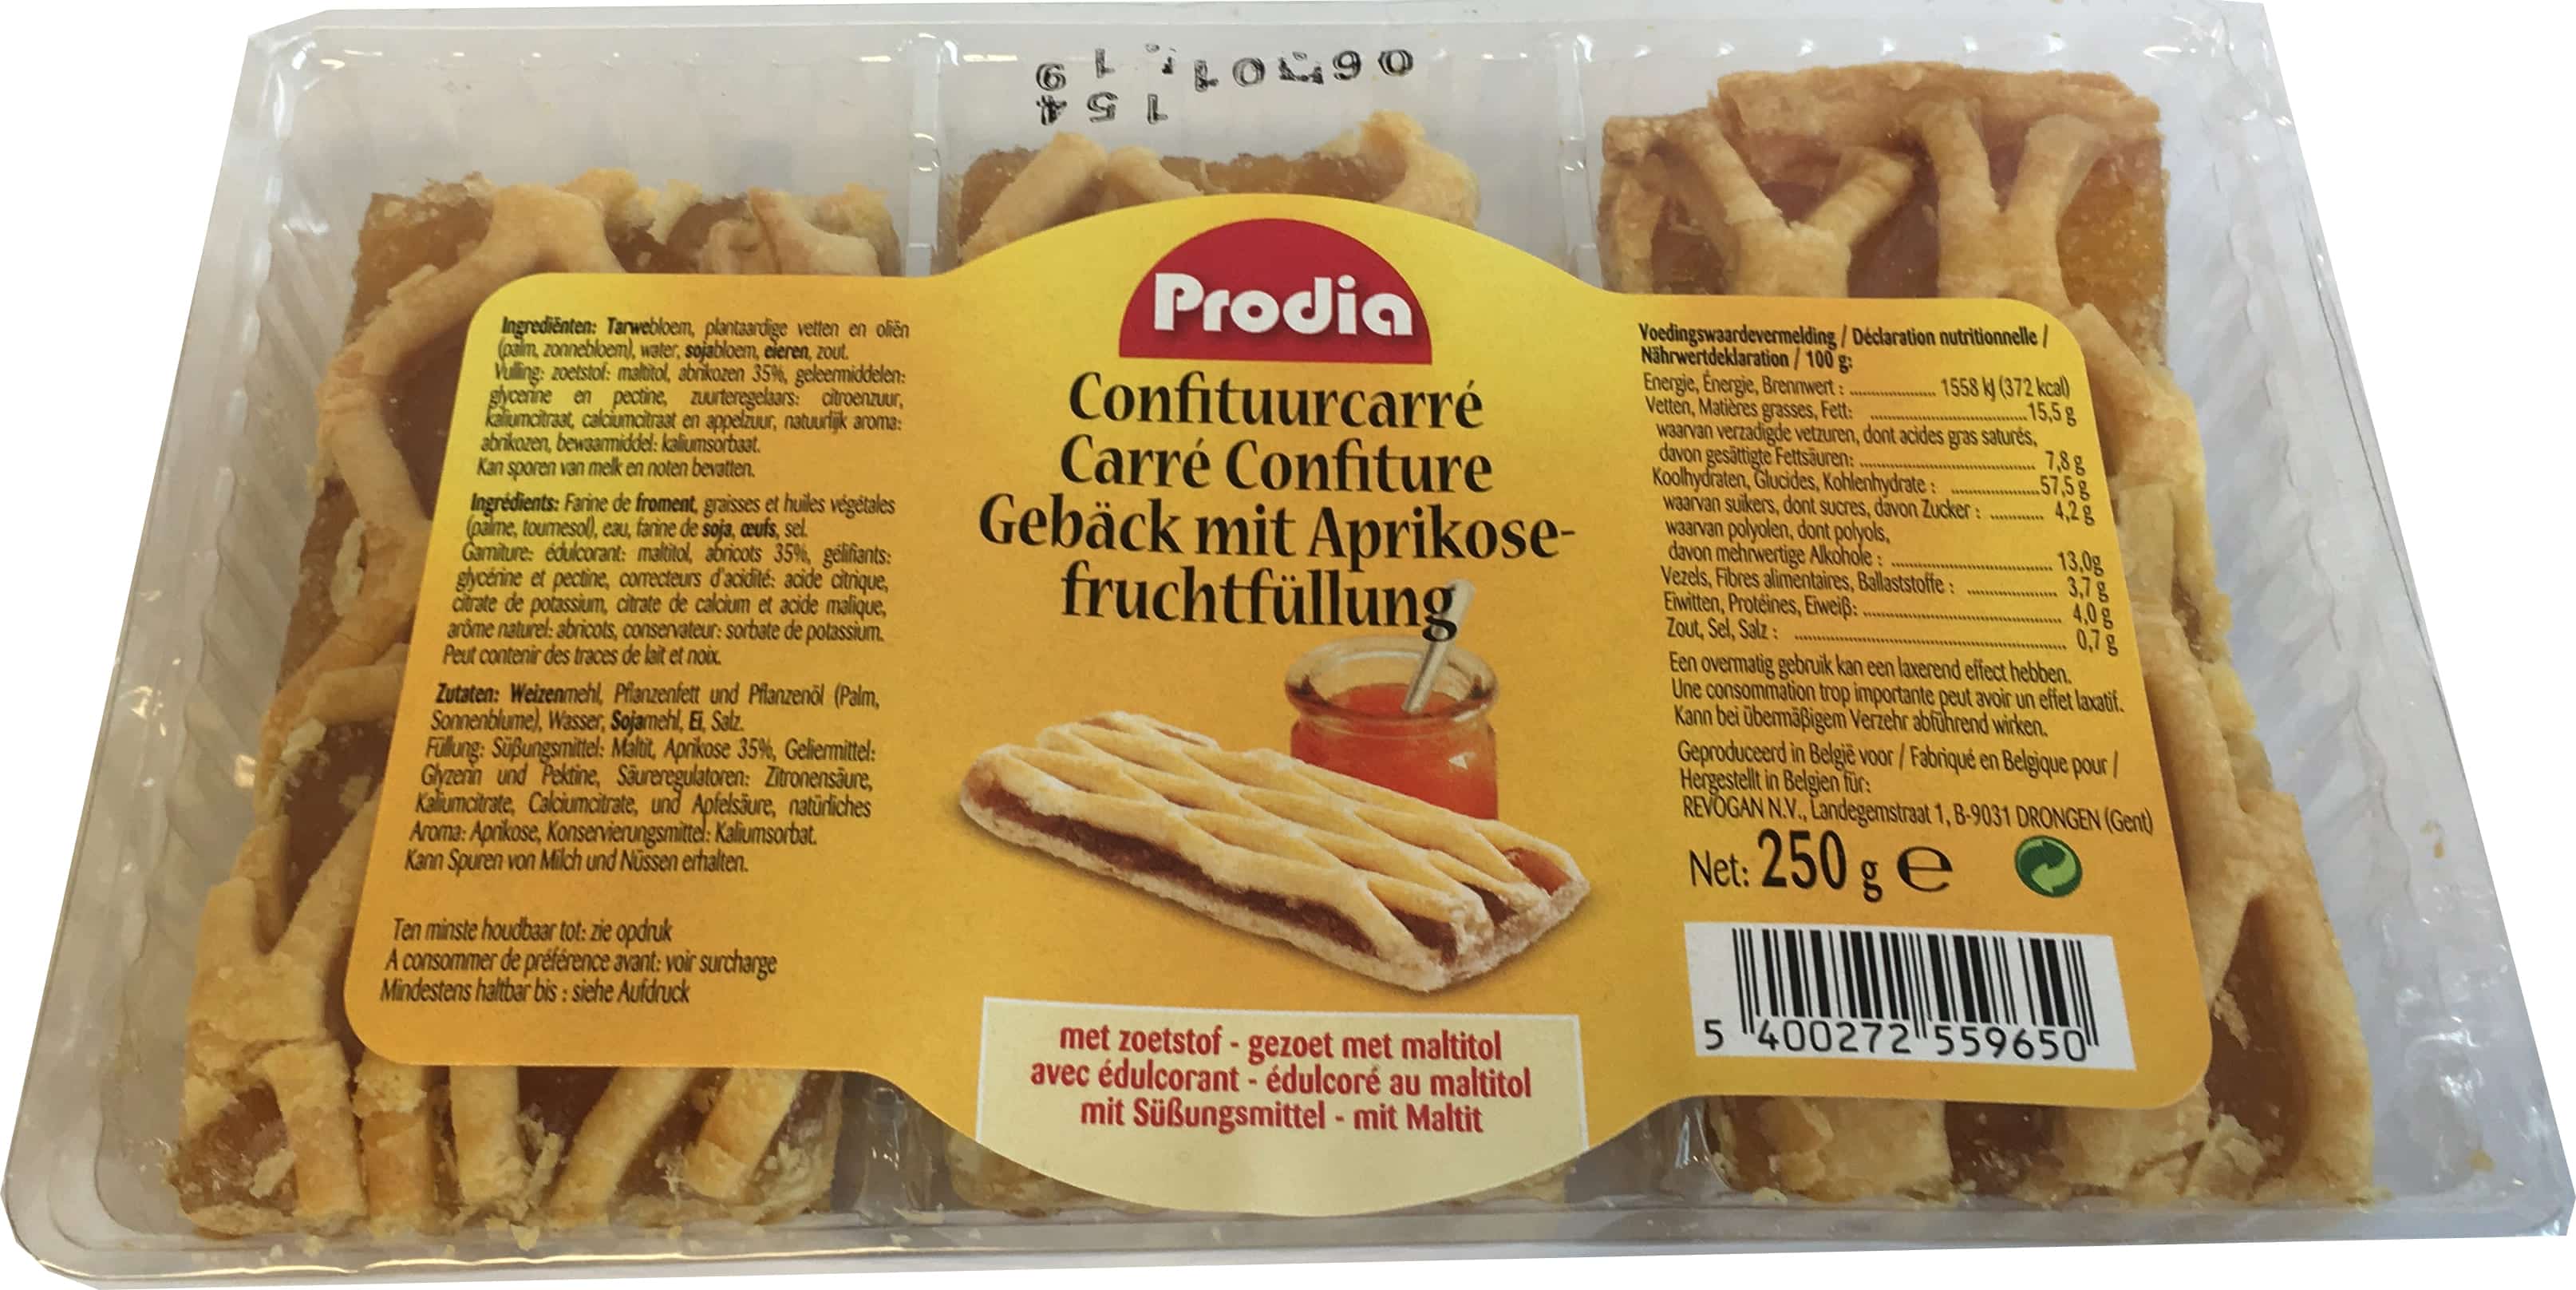 Prodia
Confituurcarré
Carré Confiture
Gebäck mit Aprikose-
fruchtfüllung
met zoetstof - gezoet met maltitol
avec édulcorant - édulcoré au maltitol
mit Süßungsmittel - mit Maltit
Ingrediënten: Tarwebloem, plantaardige vetten en oliën
(palm, zonnebloem), water, sojabloem, eieren, zout.
Vulling: zoetstof: maltitol, abrikozen 35%, geleermiddelen:
glycerine en pectine, zuurteregelaars: citroenzuur,
kaliumcitraat, calciumcitraat en appelzuur, natuurlijk aroma:
abrikozen, bewaarmiddel: kaliumsorbaat.
Kan sporen van melk en noten bevatten.
Ingrédients: Farine de froment, graisses et huiles végétales
(palme, tournesol), eau, farine de soja, œufs, sel.
Garniture: édulcorant: maltitol, abricots 35%, gélifiants:
glycérine et pectine, correcteurs d'acidité: acide citrique,
citrate de potassium, citrate de calcium et acide malique,
arôme naturel: abricots, conservateur: sorbate de potassium.
Peut contenir des traces de lait et noix.
Zutaten: Weizenmehl, Pflanzenfett und Pflanzenöl (Palm,
Sonnenblume), Wasser, Sojamehl, Ei, Salz.
Füllung: Süßungsmittel: Maltit, Aprikose 35%, Geliermittel:
Glyzerin und Pektine, Säureregulatoren: Zitronensäure,
Kaliumcitrate, Calciumcitrate, und Apfelsäure, natürliches
Aroma: Aprikose, Konservierungsmittel: Kaliumsorbat.
Kann Spuren von Milch und Nüssen erhalten.
Ten minste houdbaar tot: zie opdruk
A consommer de préférence avant: voir surcharge
Mindestens haltbar bis : siehe Aufdruck
Voedingswaardevermelding / Déclaration nutritionnelle /
Nährwertdeklaration / 100 g:
Energie, Énergie, Brennwert : ............... 1558 kJ (372 kcal)
Vetten, Matières grasses, Fett: ............... 15,5 g
waarvan verzadigde vetzuren, dont acides gras saturés,
davon gesättigte Fettsäuren: ............... 7,8 g
Koolhydraten, Glucides, Kohlenhydrate : ............... 57,5 g
waarvan suikers, dont sucres, davon Zucker : ............... 4,2 g
waarvan polyolen, dont polyols,
davon mehrwertige Alkohole : ............... 13,0g
Vezels, Fibres alimentaires, Ballaststoffe : ............... 3,7 g
Eiwitten, Protéines, Eiweiß: ............... 4,0 g
Zout, Sel, Salz : ............... 0,7 g
Een overmatig gebruik kan een laxerend effect hebben.
Une consommation trop importante peut avoir un effet laxatif.
Kann bei übermäßigem Verzehr abführend wirken.
Geproduceerd in België voor / Fabriqué en Belgique pour /
Hergestellt in Belgien für:
REVOGAN N.V., Landegemstraat 1, B-9031 DRONGEN (Gent)
Net: 250 g e
5 400272 559650